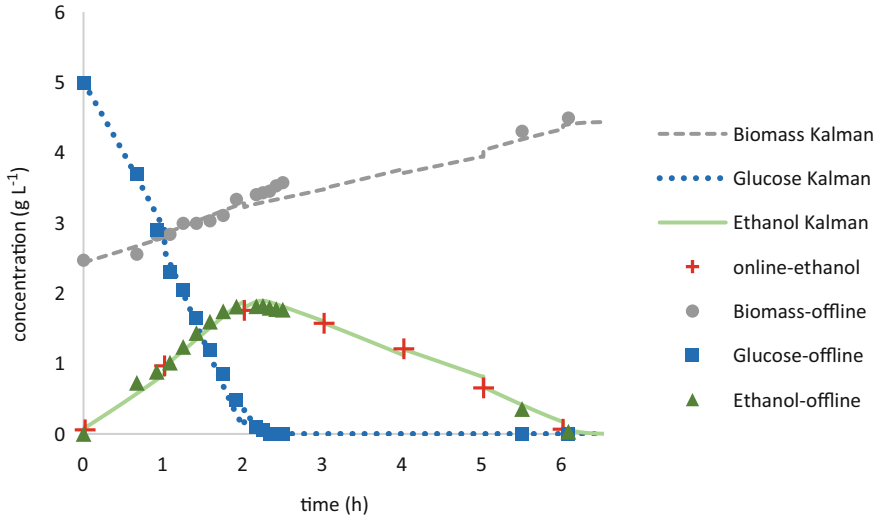 6
5
4
3
2
1
0
concentration (g L-1)
0 1 2 3 4 5 6
time (h)
Biomass Kalman
Glucose Kalman
Ethanol Kalman
online-ethanol
Biomass-offline
Glucose-offline
Ethanol-offline